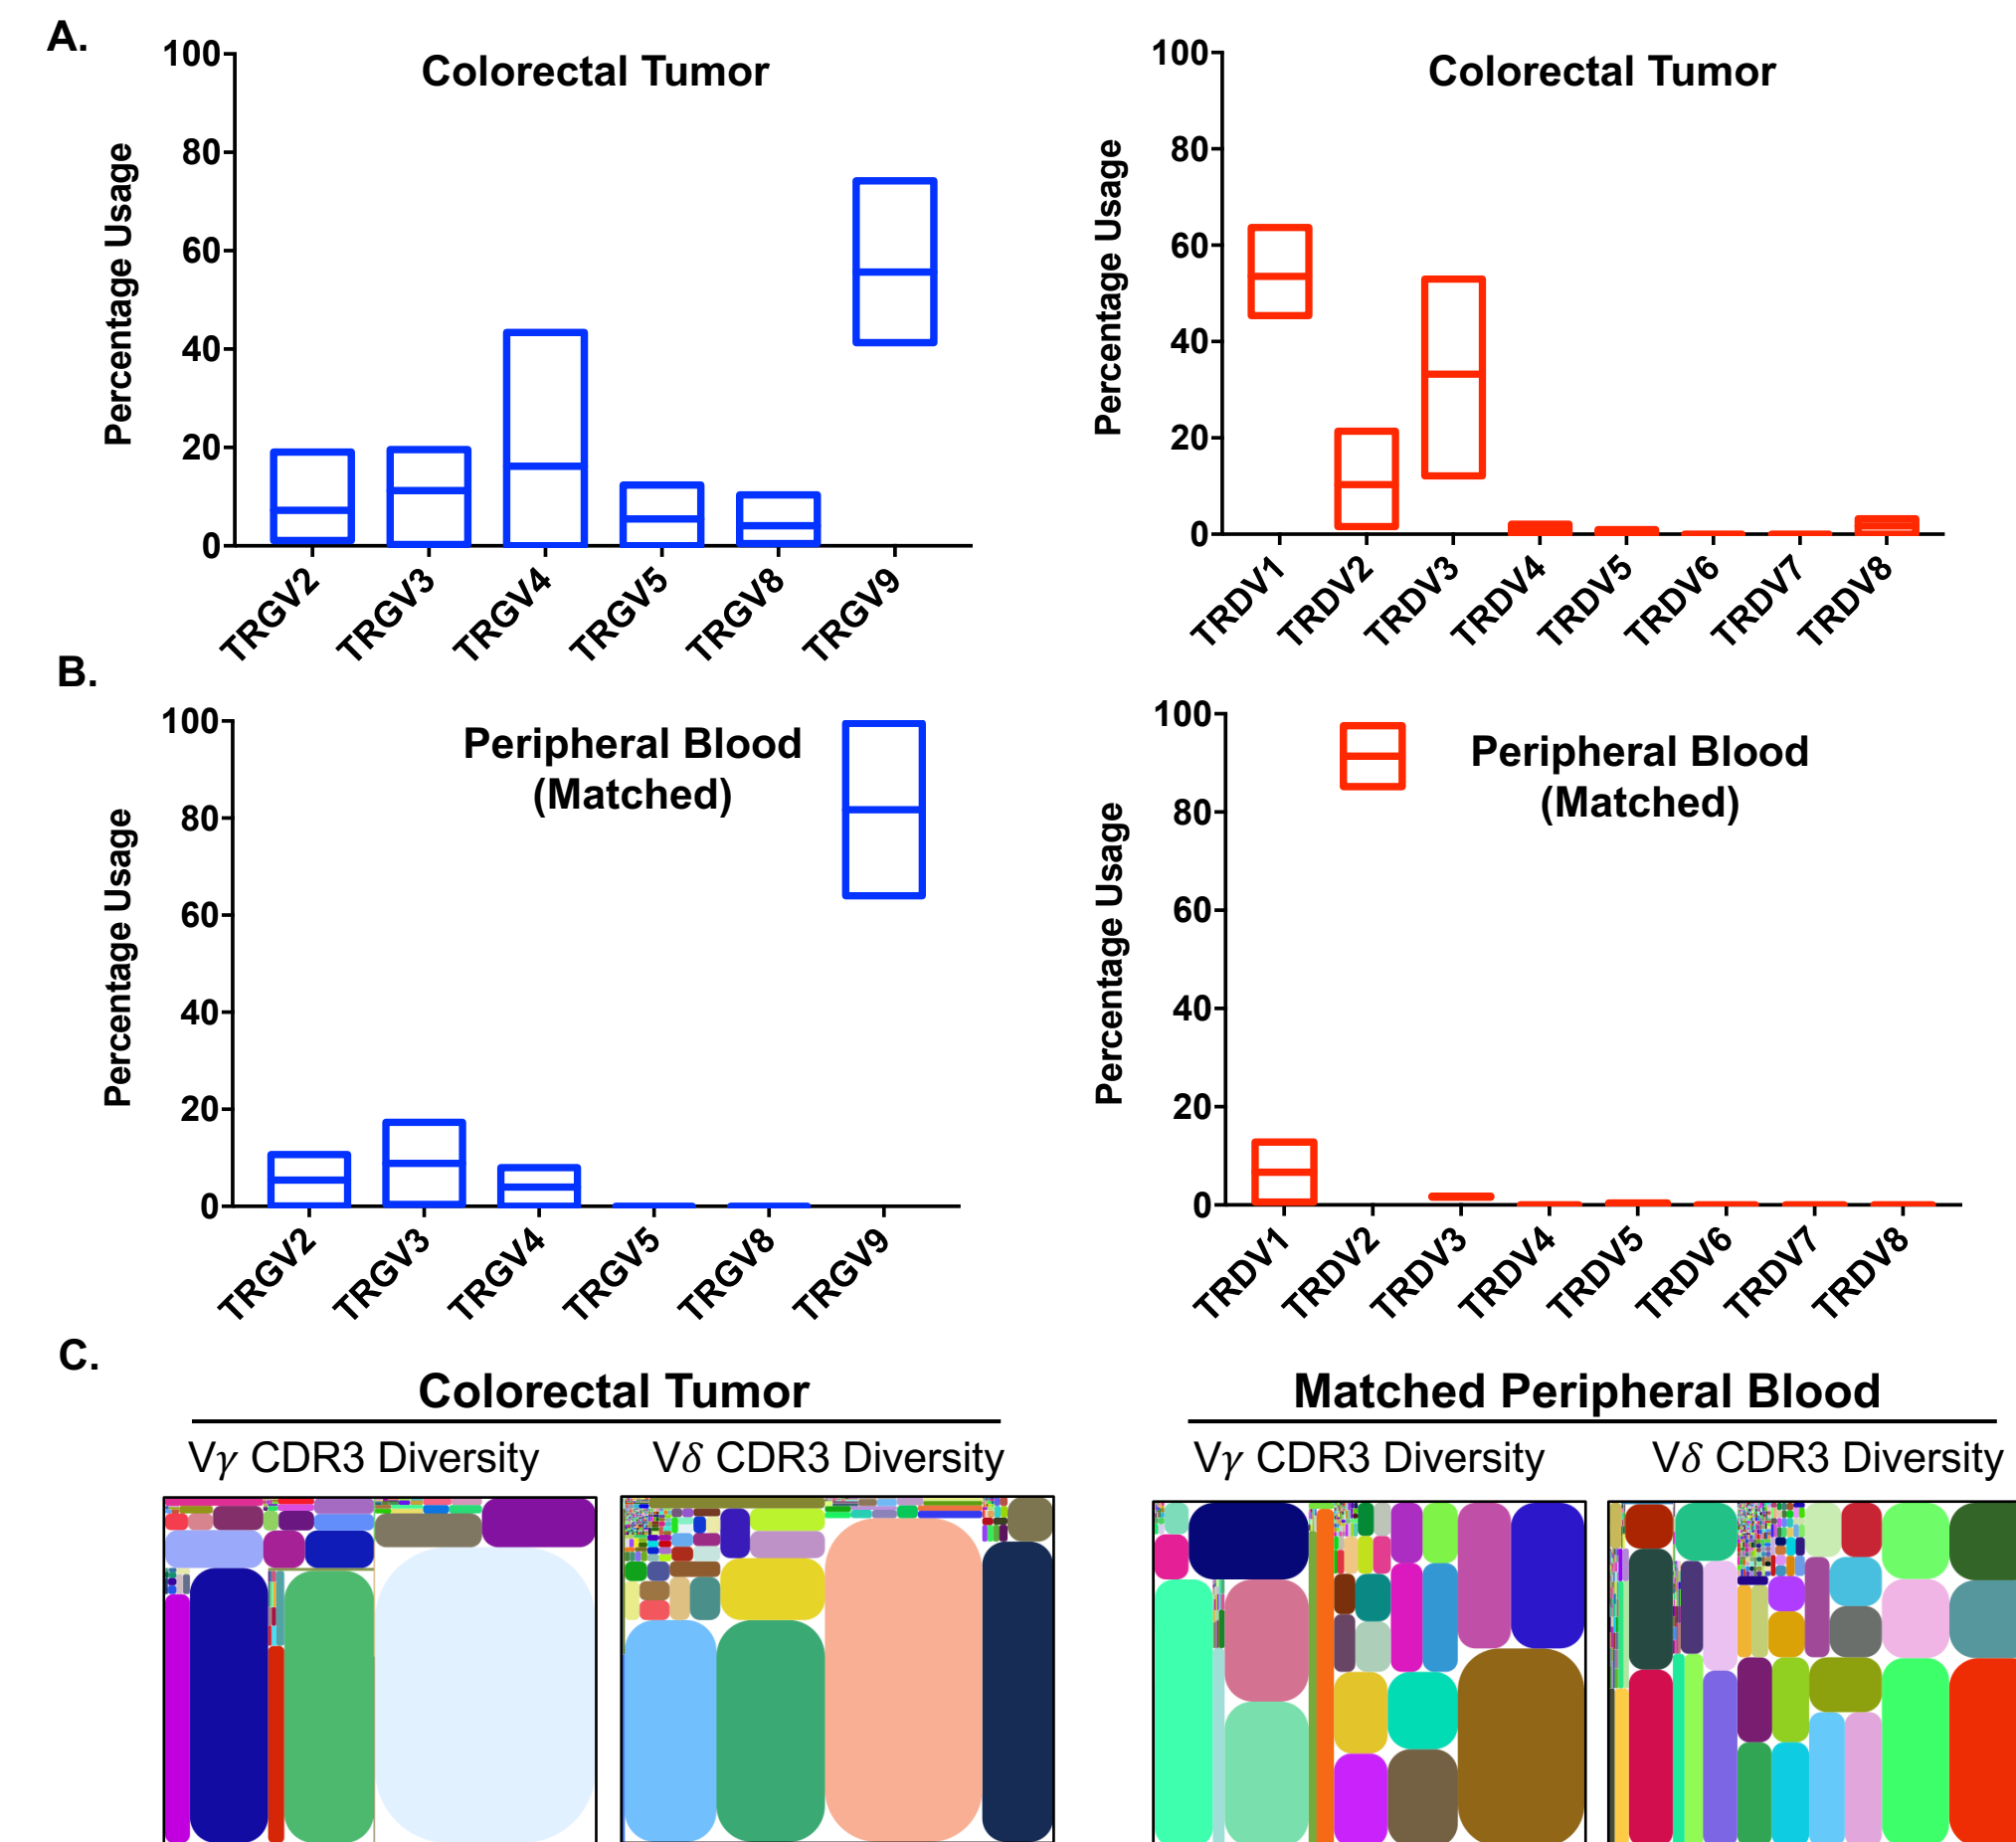 A.
Colorectal Tumor
Percentage Usage
100
80
60
40
20
0
TRGV2
TRGV3
TRGV4
TRGV5
TRGV8
TRGV9
Colorectal Tumor
Percentage Usage
100
80
60
40
20
0
TRDV1
TRDV2
TRDV3
TRDV4
TRDV5
TRDV6
TRDV7
TRDV8
B.
Peripheral Blood
(Matched)
Percentage Usage
100
80
60
40
20
0
TRGV2
TRGV3
TRGV4
TRGV5
TRGV8
TRGV9
Peripheral Blood
(Matched)
Percentage Usage
100
80
60
40
20
0
TRDV1
TRDV2
TRDV3
TRDV4
TRDV5
TRDV6
TRDV7
TRDV8
C.
Colorectal Tumor
Vγ CDR3 Diversity
Vδ CDR3 Diversity
Matched Peripheral Blood
Vγ CDR3 Diversity
Vδ CDR3 Diversity